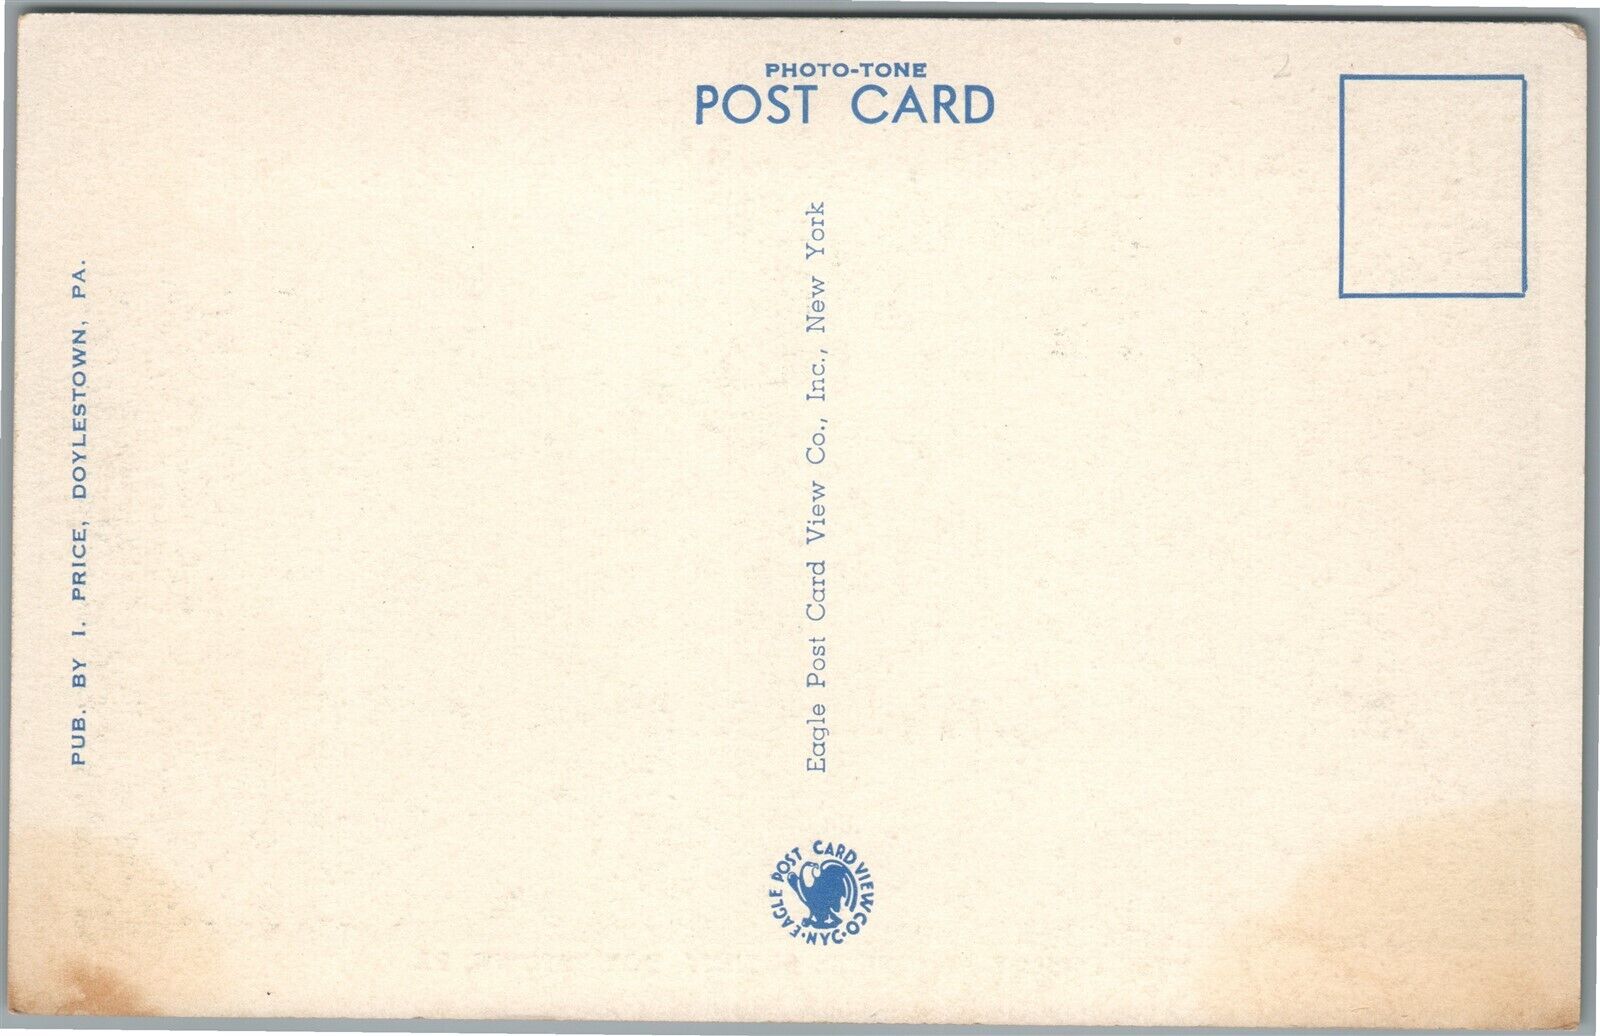 PHOTO-TONE
POST CARD
2
PUB. BY I. PRICE, DOYLESTOWN, PA.
Eagle Post Card View Co., Inc., New York
EAGLE POST CARD VIEW CO. · NYC ·